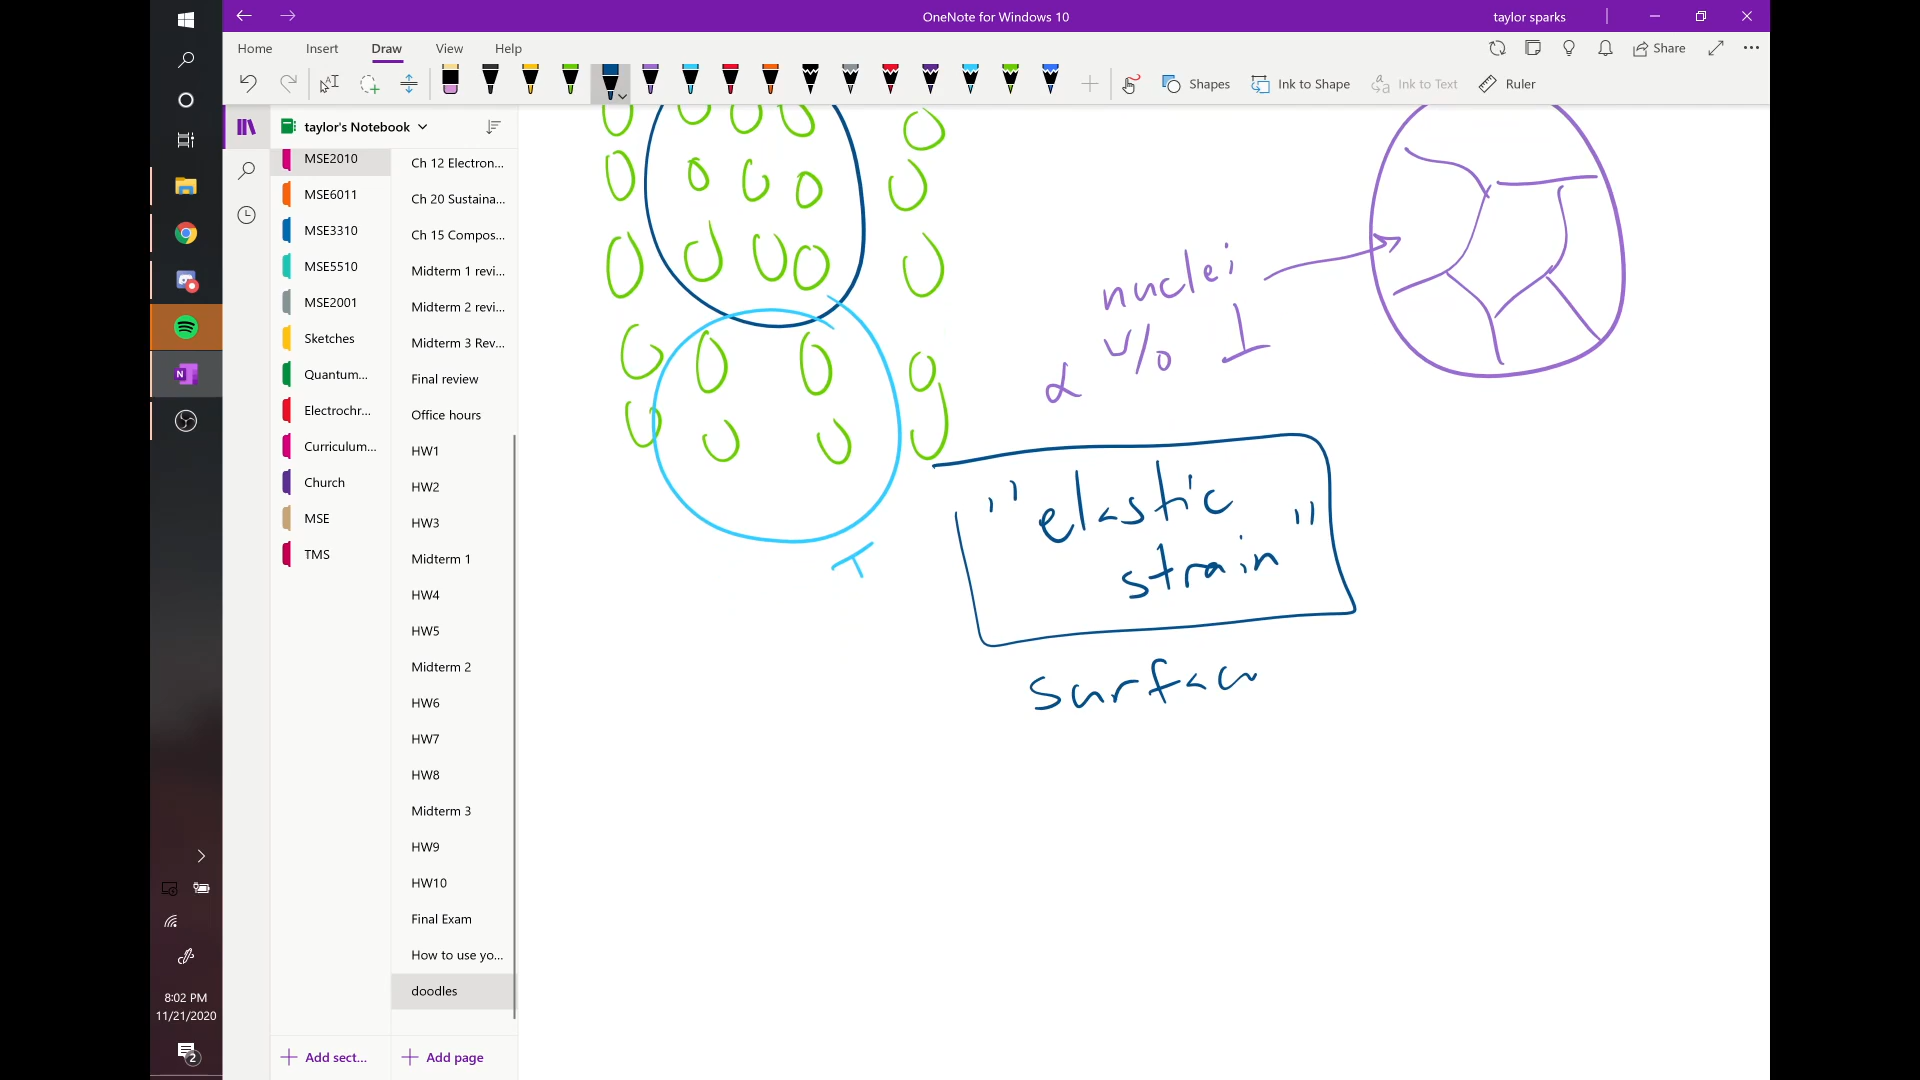 OneNote for Windows 10
taylor sparks
Home Insert Draw View Help
Share
Shapes Ink to Shape Ink to Text Ruler
taylor's Notebook
MSE2010
MSE6011
MSE3310
MSE5510
MSE2001
Sketches
Quantum...
Electrochr...
Curriculum...
Church
MSE
TMS
Add sect...
Ch 12 Electron...
Ch 20 Sustaina...
Ch 15 Compos...
Midterm 1 revi...
Midterm 2 revi...
Midterm 3 Rev...
Final review
Office hours
HW1
HW2
HW3
Midterm 1
HW4
HW5
Midterm 2
HW6
HW7
HW8
Midterm 3
HW9
HW10
Final Exam
How to use yo...
doodles
Add page
nuclei
α w/o ⊥
"elastic
strain"
surfac
8:02 PM
11/21/2020
2
N